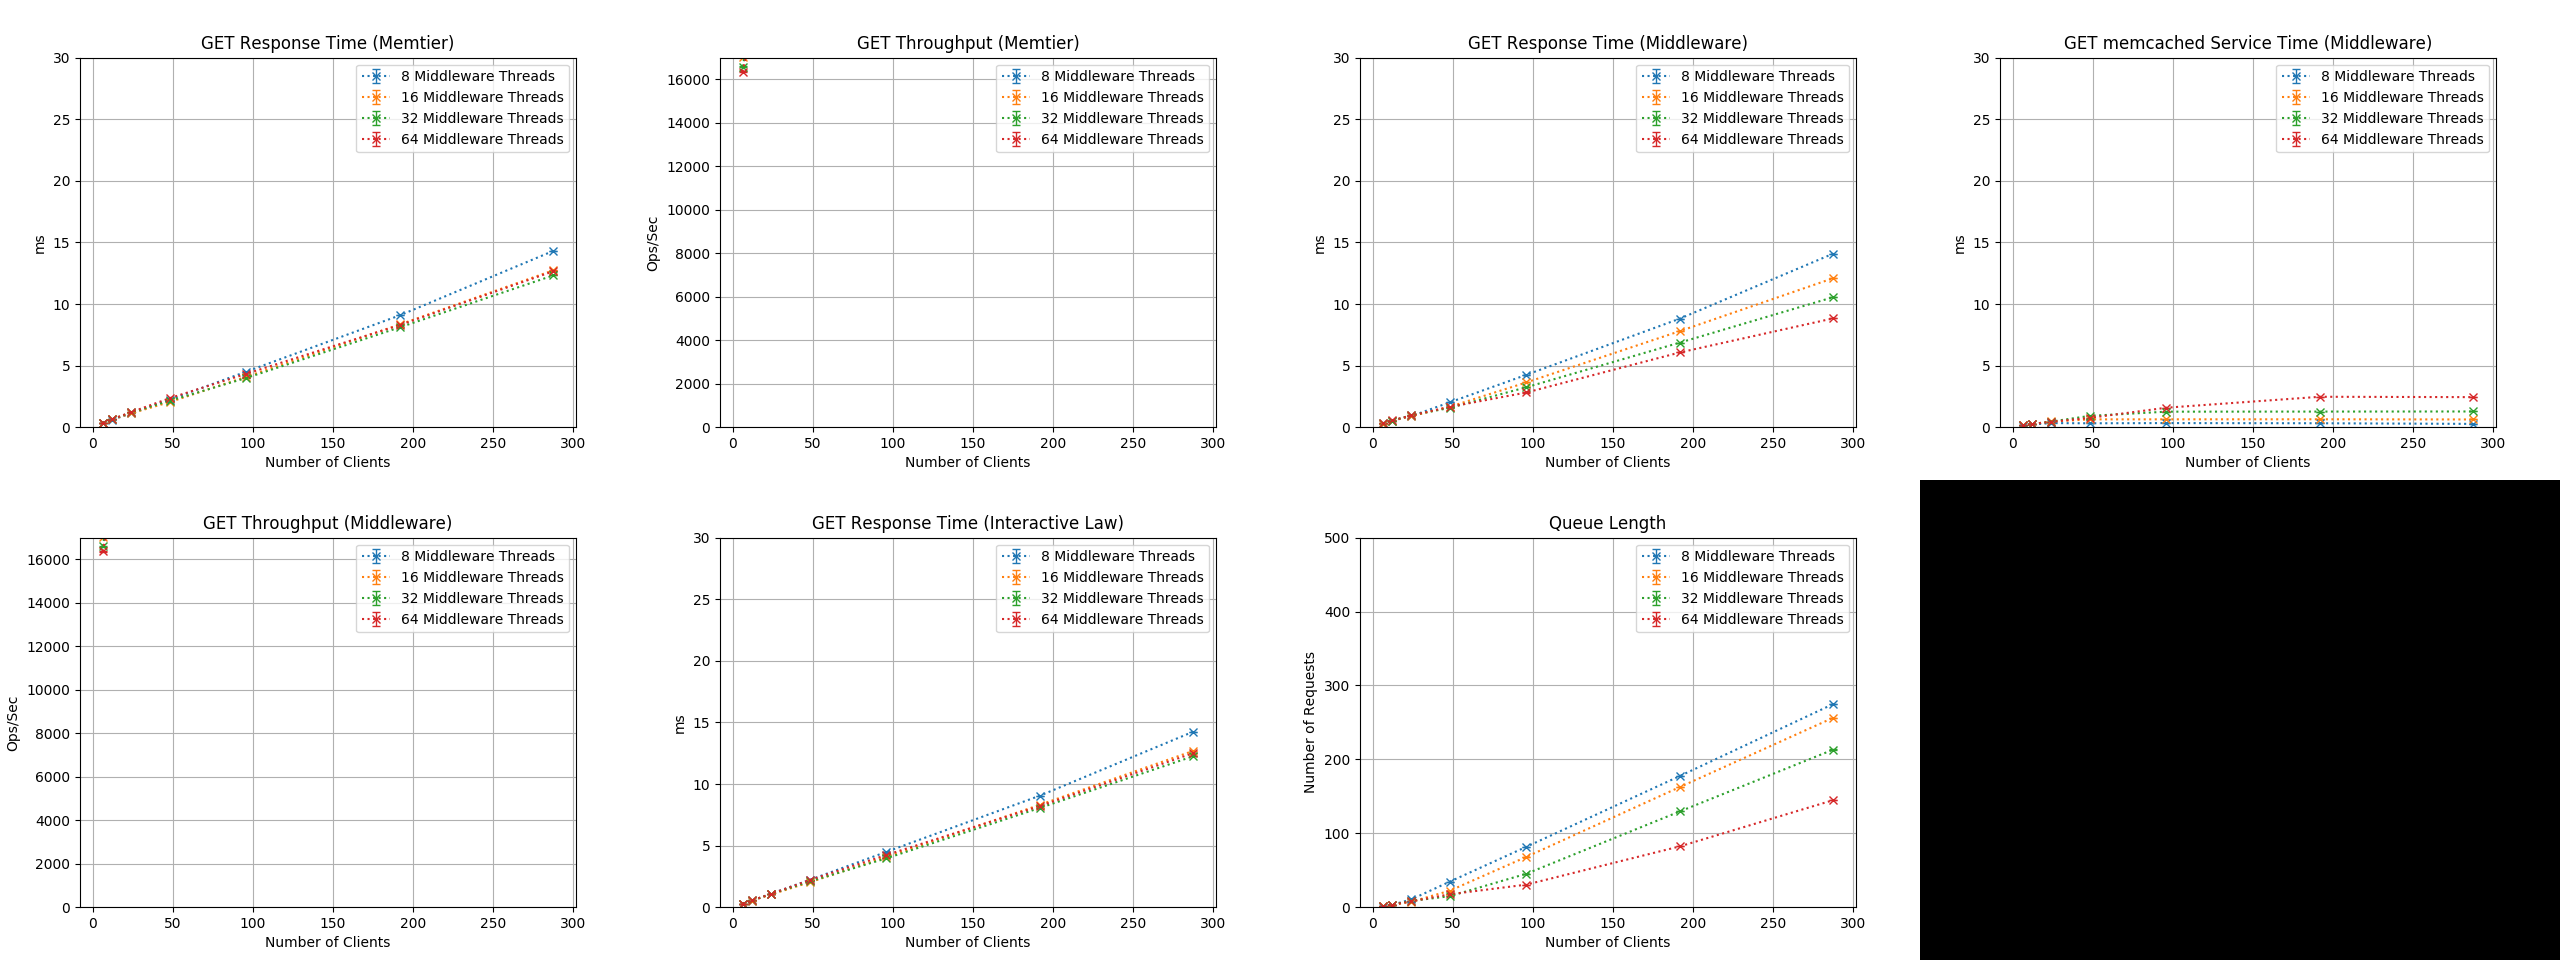 GET Response Time (Memtier)
30
25
20
15
10
5
0
ms
0 50 100 150 200 250 300
Number of Clients
8 Middleware Threads
16 Middleware Threads
32 Middleware Threads
64 Middleware Threads
GET Throughput (Memtier)
16000
14000
12000
10000
8000
6000
4000
2000
0
Ops/Sec
0 50 100 150 200 250 300
Number of Clients
8 Middleware Threads
16 Middleware Threads
32 Middleware Threads
64 Middleware Threads
GET Response Time (Middleware)
30
25
20
15
10
5
0
ms
0 50 100 150 200 250 300
Number of Clients
8 Middleware Threads
16 Middleware Threads
32 Middleware Threads
64 Middleware Threads
GET memcached Service Time (Middleware)
30
25
20
15
10
5
0
ms
0 50 100 150 200 250 300
Number of Clients
8 Middleware Threads
16 Middleware Threads
32 Middleware Threads
64 Middleware Threads
GET Throughput (Middleware)
16000
14000
12000
10000
8000
6000
4000
2000
0
Ops/Sec
0 50 100 150 200 250 300
Number of Clients
8 Middleware Threads
16 Middleware Threads
32 Middleware Threads
64 Middleware Threads
GET Response Time (Interactive Law)
30
25
20
15
10
5
0
ms
0 50 100 150 200 250 300
Number of Clients
8 Middleware Threads
16 Middleware Threads
32 Middleware Threads
64 Middleware Threads
Queue Length
500
400
300
200
100
0
Number of Requests
0 50 100 150 200 250 300
Number of Clients
8 Middleware Threads
16 Middleware Threads
32 Middleware Threads
64 Middleware Threads